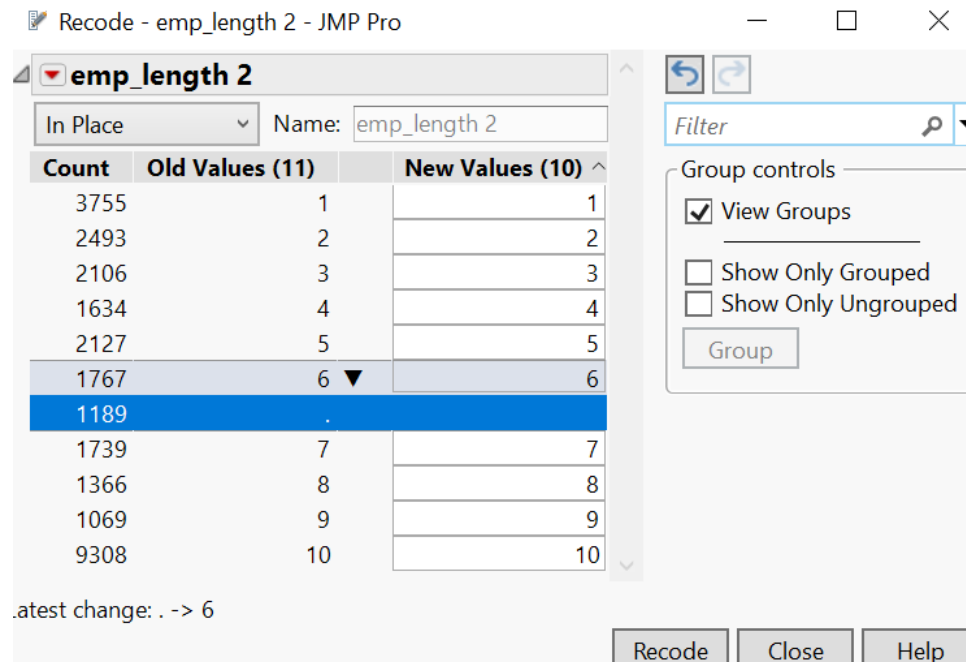 Recode - emp_length 2 - JMP Pro
emp_length 2
In Place Name: emp_length 2
Count Old Values (11) New Values (10)
3755 1 1
2493 2 2
2106 3 3
1634 4 4
2127 5 5
1767 6 6
1189 .
1739 7 7
1366 8 8
1069 9 9
9308 10 10
Filter
Group controls
View Groups
Show Only Grouped
Show Only Ungrouped
Group
atest change: . -> 6
Recode Close Help